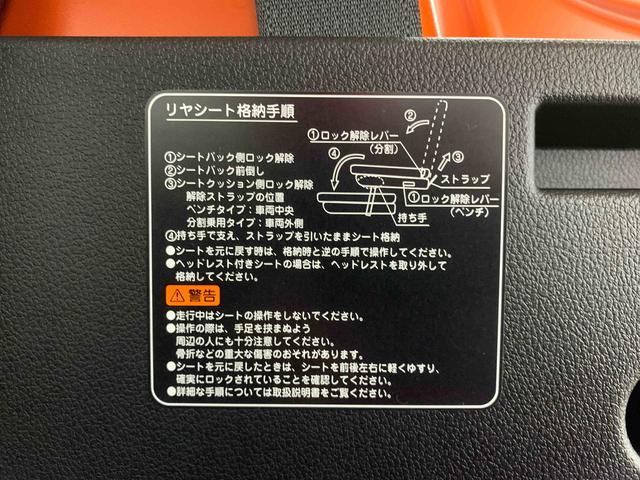 リヤシート格納手順
①シートバック側ロック解除
②シートバック前倒し
③シートクッション側ロック解除
解除ストラップの位置
ベンチタイプ：車両中央
分割乗用タイプ：車両外側
④持ち手で支え、ストラップを引いたままシート格納
②
①ロック解除レバー
（分割）
④
③
ストラップ
①ロック解除レバー
（ベンチ）
持ち手
●シートを元に戻す時は、格納時と逆の手順で操作してください。
●ヘッドレスト付きシートの場合は、ヘッドレストを取り外して
格納してください。
警告
●走行中はシートの操作をしないでください。
●操作の際は、手足を挟まぬよう
周辺の人にも十分注意してください。
骨折などの重大な傷害のおそれがあります。
●シートを元に戻したときは、シートを前後左右に軽くゆすり、
確実にロックされていることを確認してください。
●詳細な手順については取扱説明書をご覧ください。